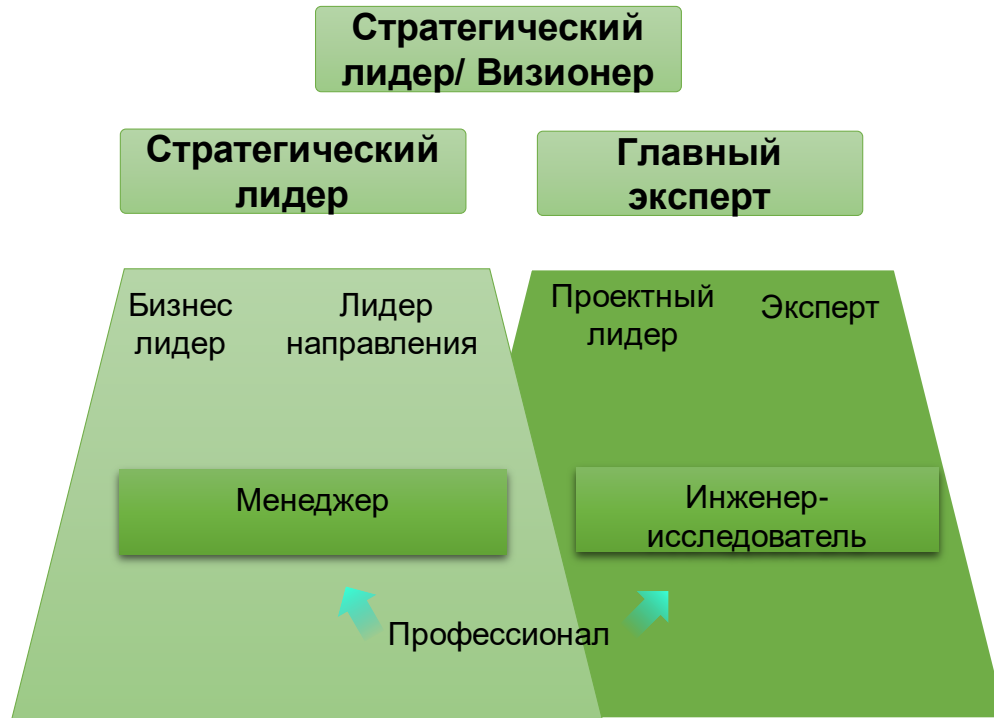 Стратегический
лидер/ Визионер
Стратегический
лидер
Главный
эксперт
Бизнес
лидер
Лидер
направления
Проектный
лидер
Эксперт
Менеджер
Инженер-
исследователь
Профессионал